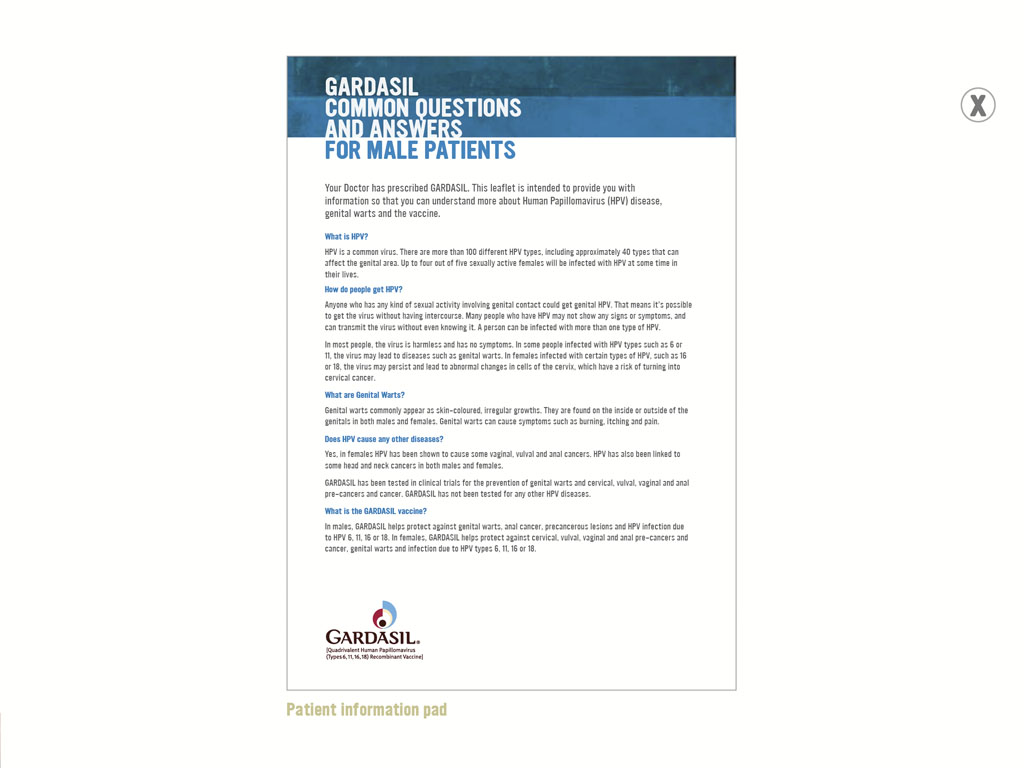 X
GARDASIL
COMMON QUESTIONS
AND ANSWERS
FOR MALE PATIENTS
Your Doctor has prescribed GARDASIL. This leaflet is intended to provide you with
information so that you can understand more about Human Papillomavirus (HPV) disease,
genital warts and the vaccine.
What is HPV?
HPV is a common virus. There are more than 100 different HPV types, including approximately 40 types that can
affect the genital area. Up to four out of five sexually active females will be infected with HPV at some time in
their lives.
How do people get HPV?
Anyone who has any kind of sexual activity involving genital contact could get genital HPV. That means it's possible
to get the virus without having intercourse. Many people who have HPV may not show any signs or symptoms, and
can transmit the virus without even knowing it. A person can be infected with more than one type of HPV.
In most people, the virus is harmless and has no symptoms. In some people infected with HPV types such as 6 or
11, the virus may lead to diseases such as genital warts. In females infected with certain types of HPV, such as 16
or 18, the virus may persist and lead to abnormal changes in cells of the cervix, which have a risk of turning into
cervical cancer.
What are Genital Warts?
Genital warts commonly appear as skin-coloured, irregular growths. They are found on the inside or outside of the
genitals in both males and females. Genital warts can cause symptoms such as burning, itching and pain.
Does HPV cause any other diseases?
Yes, in females HPV has been shown to cause some vaginal, vulval and anal cancers. HPV has also been linked to
some head and neck cancers in both males and females.
GARDASIL has been tested in clinical trials for the prevention of genital warts and cervical, vulval, vaginal and anal
pre-cancers and cancer. GARDASIL has not been tested for any other HPV diseases.
What is the GARDASIL vaccine?
In males, GARDASIL helps protect against genital warts, anal cancer, precancerous lesions and HPV infection due
to HPV 6, 11, 16 or 18. In females, GARDASIL helps protect against cervical, vulval, vaginal and anal pre-cancers and
cancer, genital warts and infection due to HPV types 6, 11, 16 or 18.
GARDASIL®
[Quadrivalent Human Papillomavirus
(Types 6, 11, 16, 18) Recombinant Vaccine]
Patient information pad